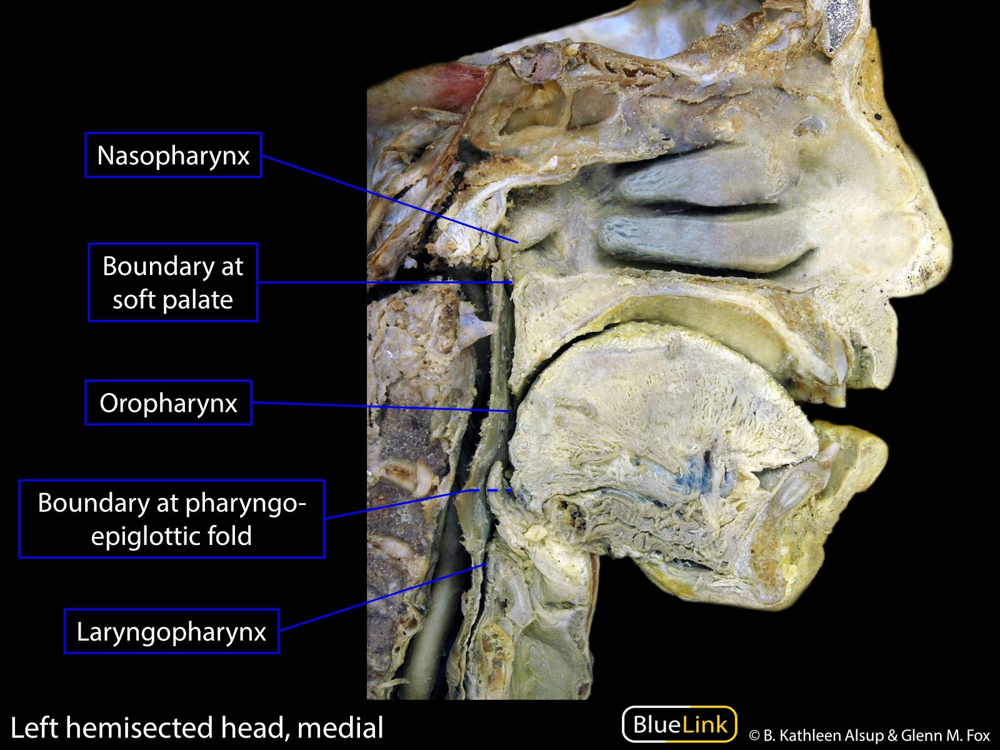 Nasopharynx
Boundary at
soft palate
Oropharynx
Boundary at pharyngo-
epiglottic fold
Laryngopharynx
Left hemisected head, medial
BlueLink
© B. Kathleen Alsup & Glenn M. Fox